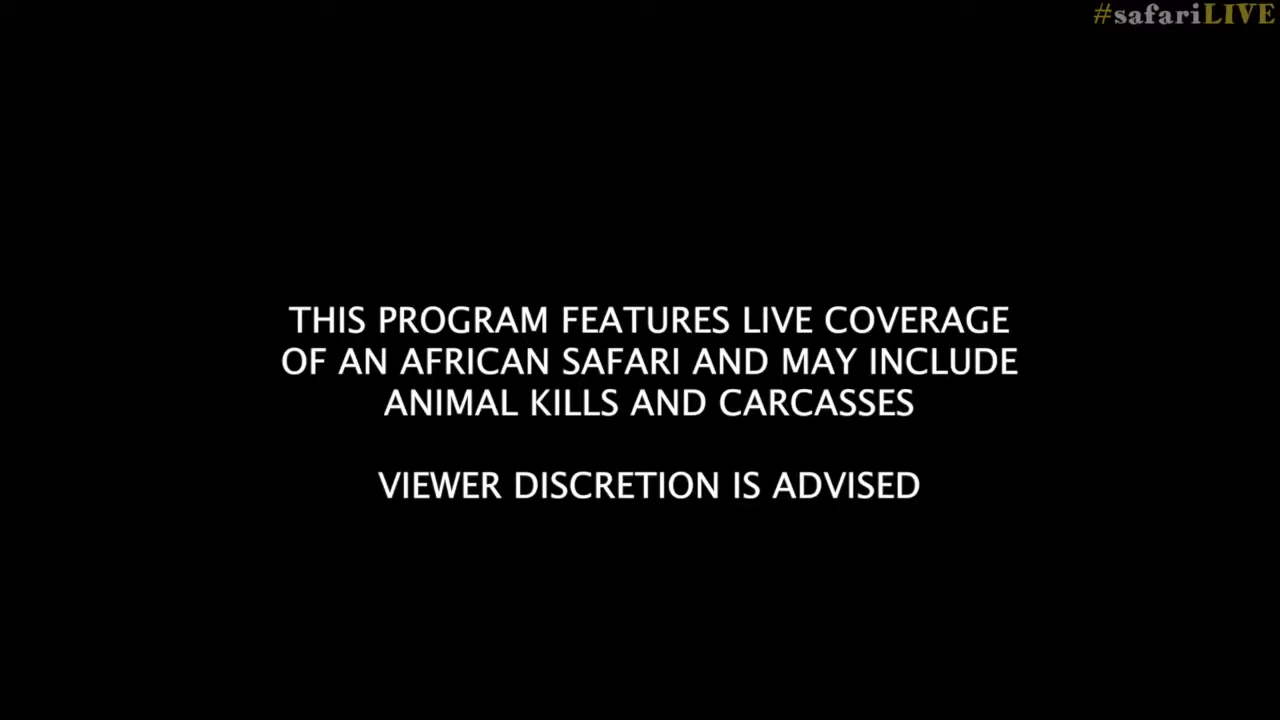 #safariLIVE
THIS PROGRAM FEATURES LIVE COVERAGE
OF AN AFRICAN SAFARI AND MAY INCLUDE
ANIMAL KILLS AND CARCASSES
VIEWER DISCRETION IS ADVISED